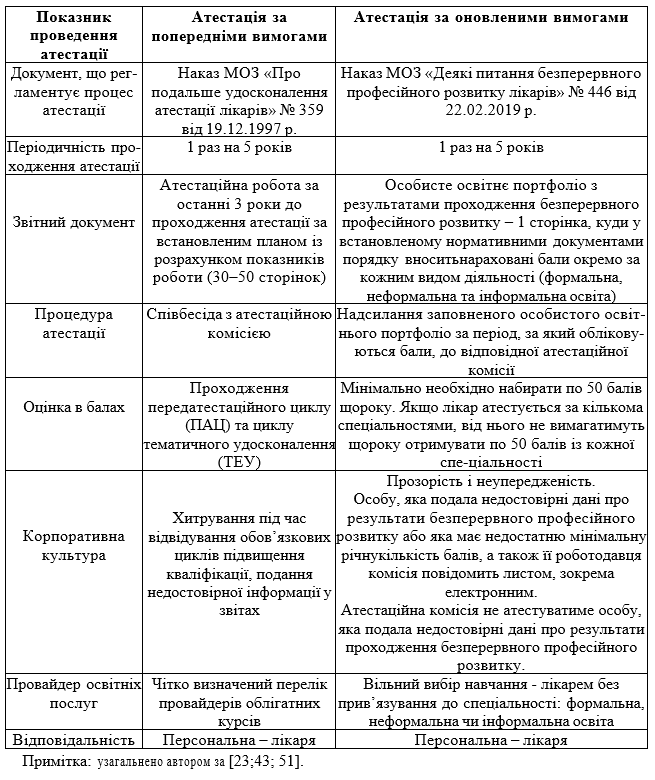 Показник
проведення
атестації
Атестація за
попередніми вимогами
Атестація за оновленими вимогами
Документ, що рег-
ламентує процес
атестації
Наказ МОЗ «Про
подальше удосконалення
атестації лікарів» № 359
від 19.12.1997 р.
Наказ МОЗ «Деякі питання безперервного
професійного розвитку лікарів» № 446 від
22.02.2019 р.
Періодичність про-
ходження атестації
1 раз на 5 років
1 раз на 5 років
Звітний документ
Атестаційна робота за
останні 3 роки до
проходження атестації за
встановленим планом із
розрахунком показників
роботи (30–50 сторінок)
Особисте освітнє портфоліо з
результатами проходження безперервного
професійного розвитку – 1 сторінка, куди у
встановленому нормативними документами
порядку вноситьнараховані бали окремо за
кожним видом діяльності (формальна,
неформальна та інформальна освіта)
Процедура
атестації
Співбесіда з атестаційною
комісією
Надсилання заповненого особистого освіт-
нього портфоліо за період, за який облікову-
ються бали, до відповідної атестаційної
комісії
Оцінка в балах
Проходження
передатестаційного циклу
(ПАЦ) та циклу
тематичного удосконалення
(ТЕУ)
Мінімально необхідно набирати по 50 балів
щороку. Якщо лікар атестується за кількома
спеціальностями, від нього не вимагатимуть
щороку отримувати по 50 балів із кожної
спе-ціальності
Корпоративна
культура
Хитрування під час
відвідування обов’язкових
циклів підвищення
кваліфікації, подання
недостовірної інформації у
звітах
Прозорість і неупередженість.
Особу, яка подала недостовірні дані про
результати безперервного професійного
розвитку або яка має недостатню мінімальну
річнукількість балів, а також її роботодавця
комісія повідомить листом, зокрема
електронним.
Атестаційна комісія не атестуватиме особу,
яка подала недостовірні дані про результати
проходження безперервного професійного
розвитку.
Провайдер освітніх
послуг
Чітко визначений перелік
провайдерів облігатних
курсів
Вільний вибір навчання - лікарем без
прив’язування до спеціальності: формальна,
неформальна чи інформальна освіта
Відповідальність
Персональна – лікаря
Персональна – лікаря
Примітка: узагальнено автором за [23;43; 51].